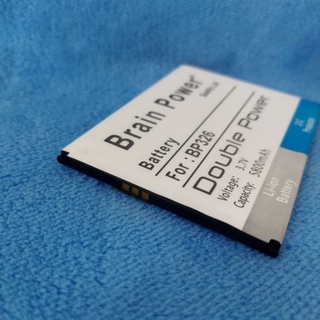 Brain Power
Battery
For : BP326
Double Power
Voltage: 3.7V
Capacity: 5800mAh
Li-ion
Battery